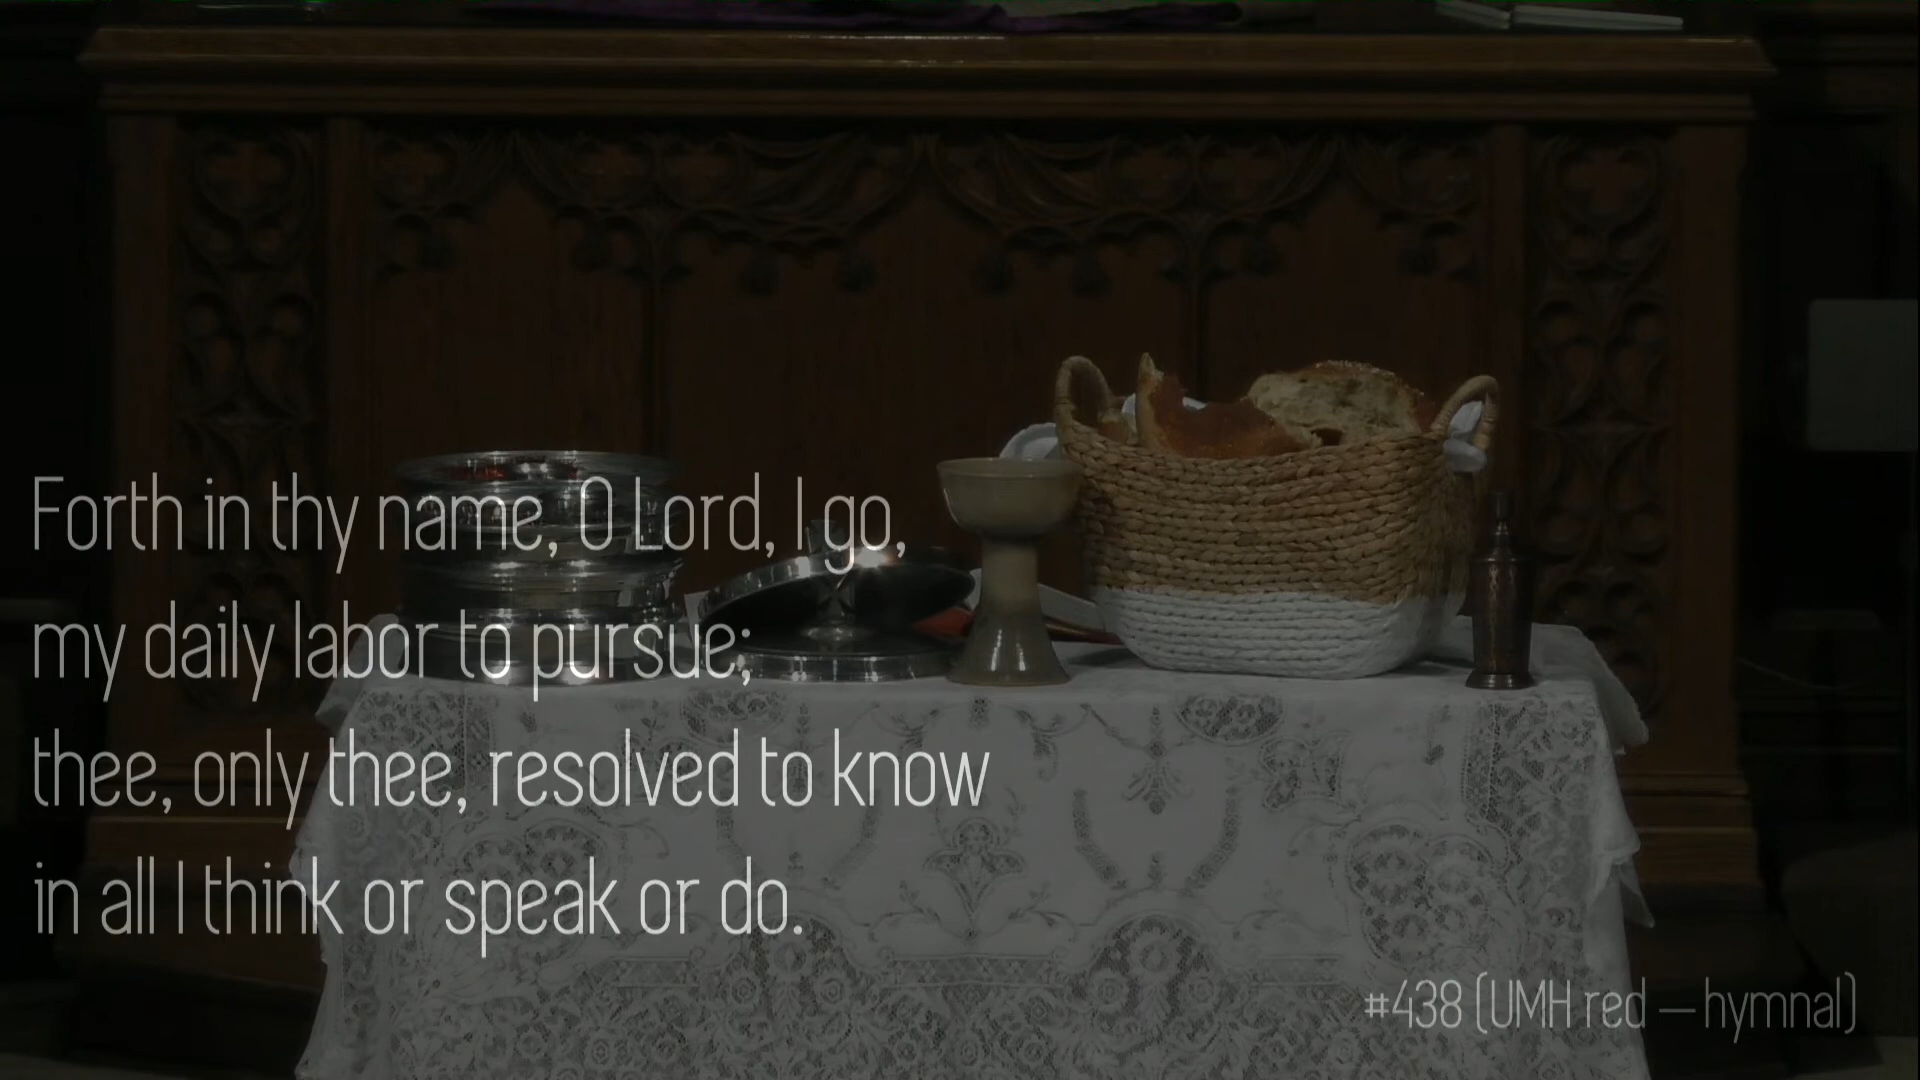 Forth in thy name, O Lord, I go,
my daily labor to pursue;
thee, only thee, resolved to know
in all I think or speak or do.
#438 (UMH red — hymnal)